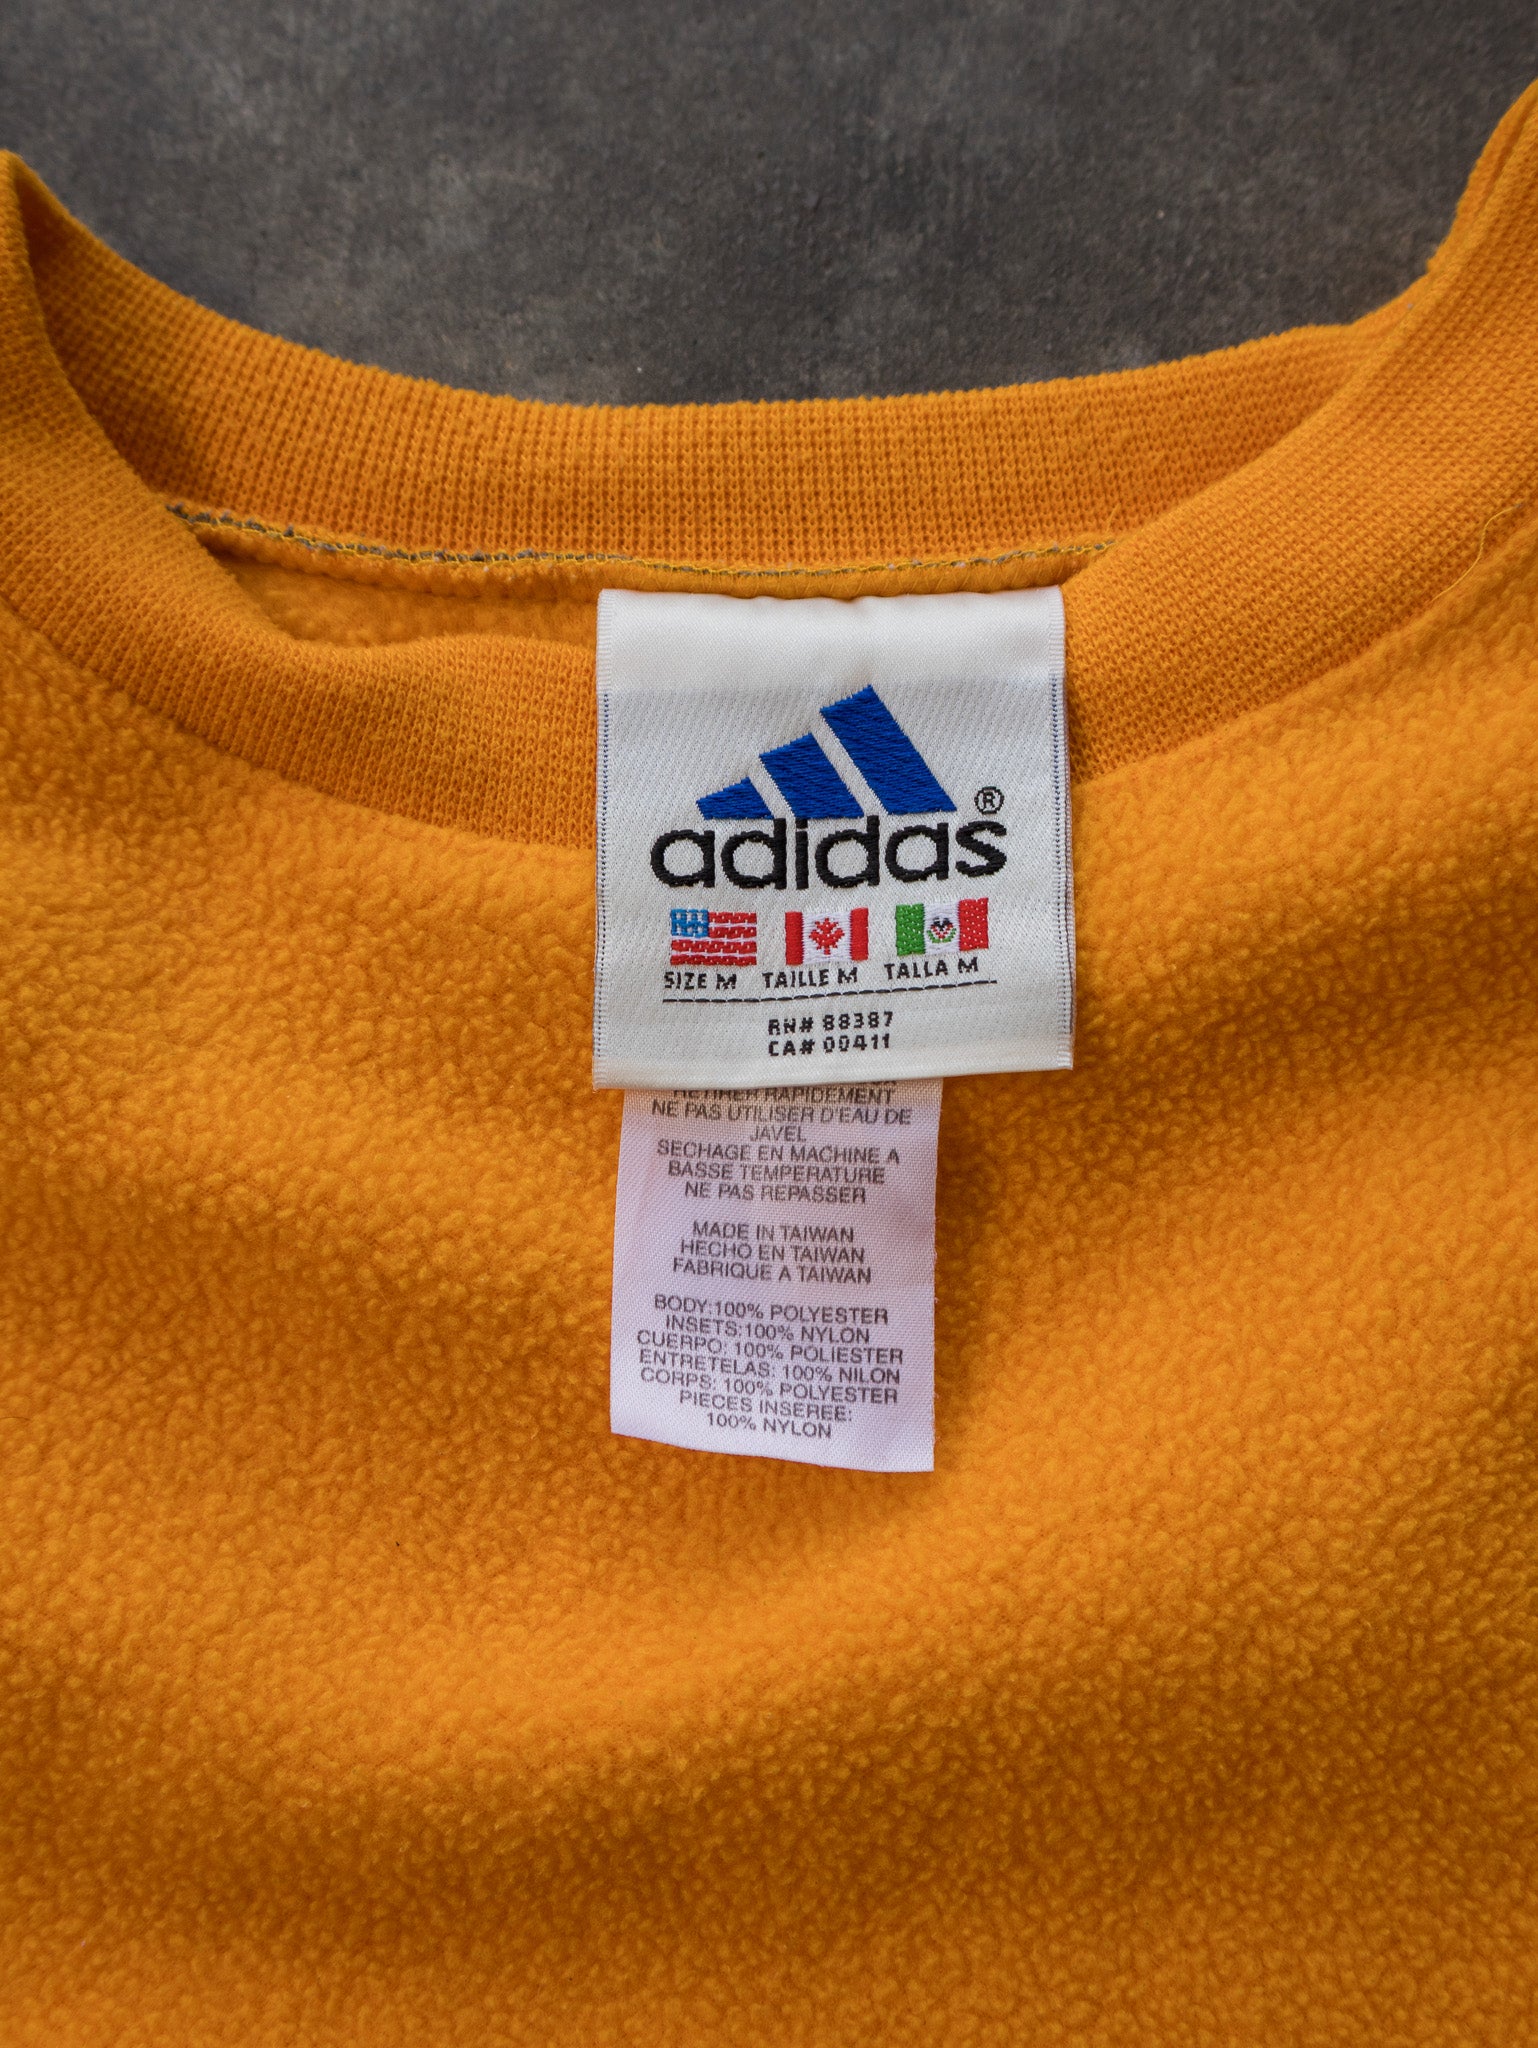 adidas®
SIZE M TAILLE M TALLA M
RN# 88387
CA# 00411
RETIRER RAPIDEMENT
NE PAS UTILISER D'EAU DE
JAVEL
SECHAGE EN MACHINE A
BASSE TEMPERATURE
NE PAS REPASSER
MADE IN TAIWAN
HECHO EN TAIWAN
FABRIQUE A TAIWAN
BODY:100% POLYESTER
INSETS:100% NYLON
CUERPO: 100% POLIESTER
ENTRETELAS: 100% NILON
CORPS: 100% POLYESTER
PIECES INSEREE:
100% NYLON